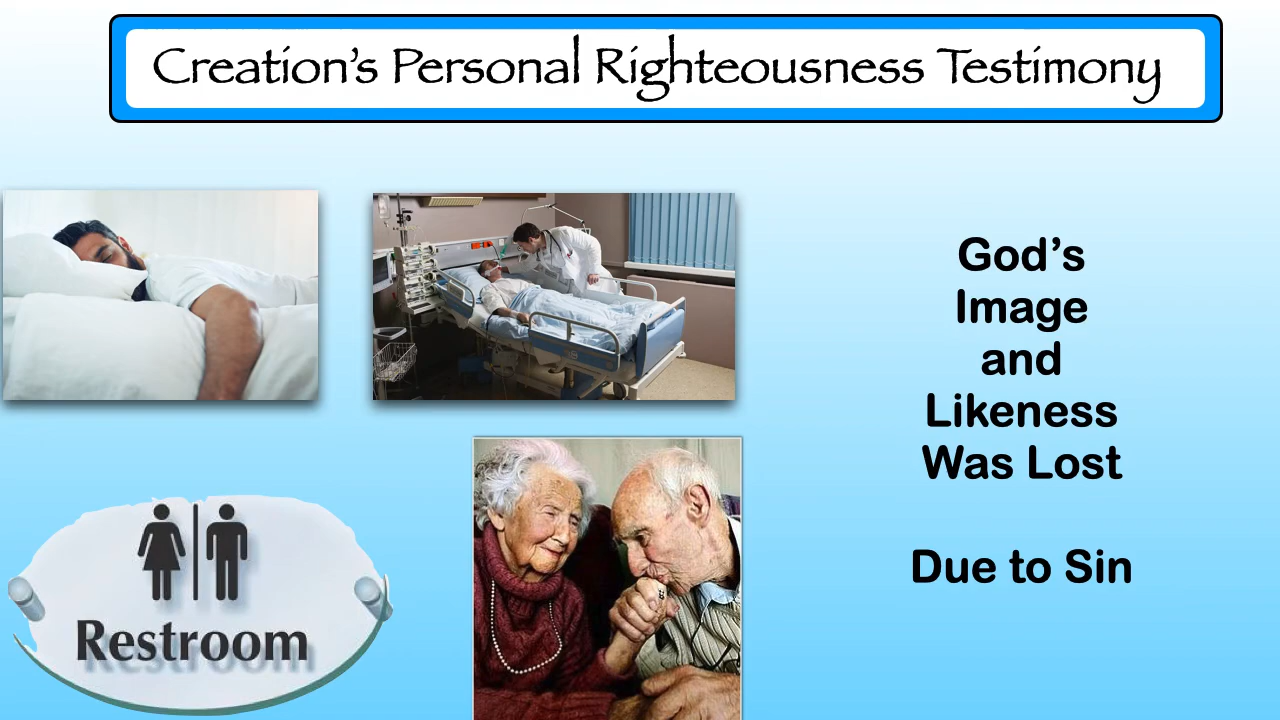 Creation's Personal Righteousness Testimony
God's
Image
and
Likeness
Was Lost
Due to Sin
Restroom